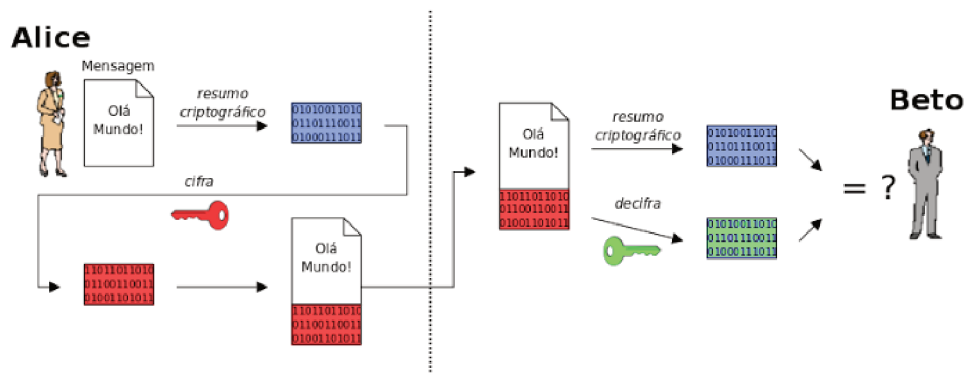 Alice
Mensagem
Olá
Mundo!
resumo
criptográfico
01010011010
01101110011
01000111011
cifra
11011011010
01100110011
01001101011
Olá
Mundo!
11011011010
01100110011
01001101011
Olá
Mundo!
11011011010
01100110011
01001101011
resumo
criptográfico
01010011010
01101110011
01000111011
decifra
01010011010
01101110011
01000111011
= ?
Beto